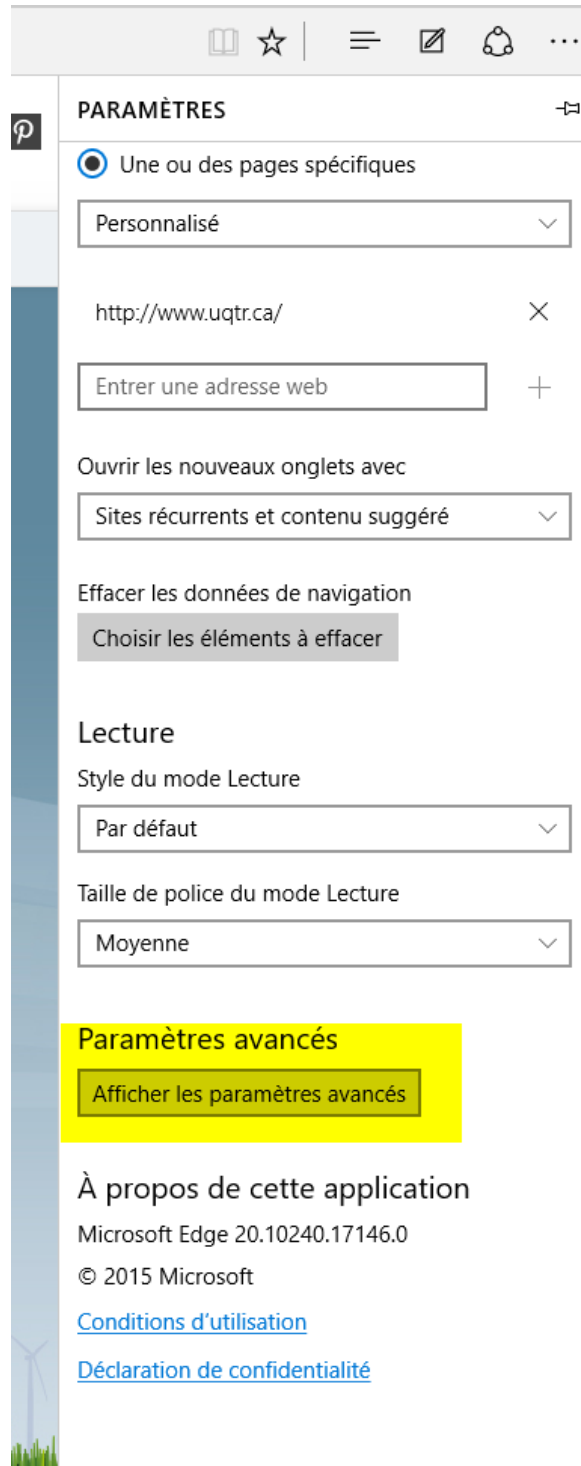 PARAMÈTRES
Une ou des pages spécifiques
Personnalisé
http://www.uqtr.ca/
Entrer une adresse web
Ouvrir les nouveaux onglets avec
Sites récurrents et contenu suggéré
Effacer les données de navigation
Choisir les éléments à effacer
Lecture
Style du mode Lecture
Par défaut
Taille de police du mode Lecture
Moyenne
Paramètres avancés
Afficher les paramètres avancés
À propos de cette application
Microsoft Edge 20.10240.17146.0
© 2015 Microsoft
Conditions d’utilisation
Déclaration de confidentialité